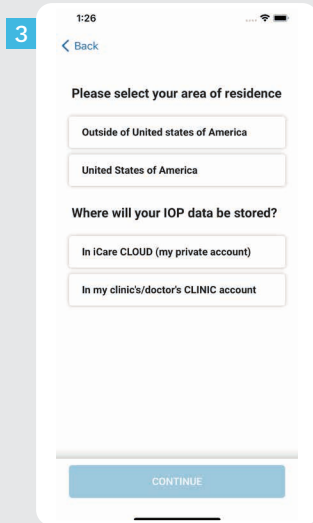 3
1:26
Back
Please select your area of residence
Outside of United states of America
United States of America
Where will your IOP data be stored?
In iCare CLOUD (my private account)
In my clinic's/doctor's CLINIC account
CONTINUE